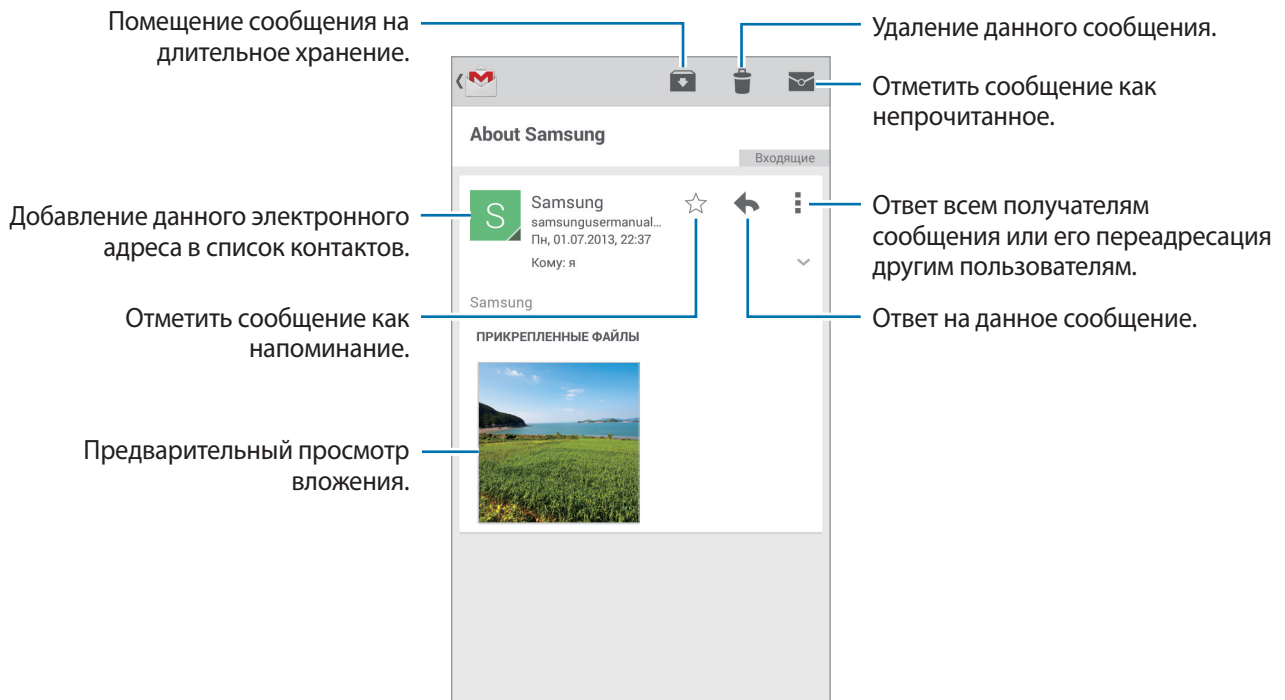 Помещение сообщения на
длительное хранение.
Удаление данного сообщения.
Отметить сообщение как
непрочитанное.
About Samsung
Входящие
Добавление данного электронного
адреса в список контактов.
S
Samsung
samsungusermanual...
Пн, 01.07.2013, 22:37
Кому: я
Ответ всем получателям
сообщения или его переадресация
другим пользователям.
Samsung
Отметить сообщение как
напоминание.
Ответ на данное сообщение.
ПРИКРЕПЛЕННЫЕ ФАЙЛЫ
Предварительный просмотр
вложения.